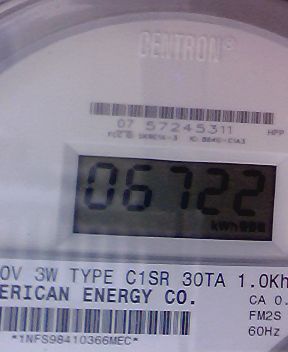 CENTRON®
07 57245311
HPP
06722
kWh
0V 3W TYPE C1SR 30TA 1.0Kh
ERICAN ENERGY CO.
CA 0.
FM2S
60Hz
*1NFS98410366MEC*